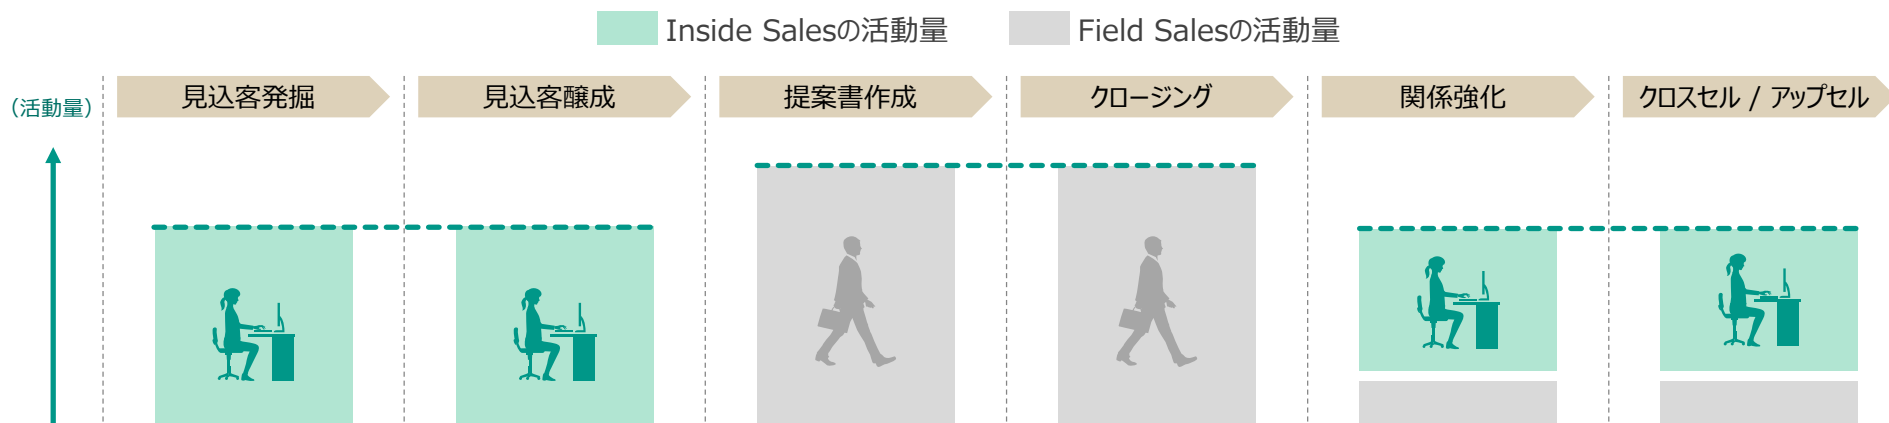 Inside Salesの活動量
Field Salesの活動量
（活動量）
見込客発掘
見込客醸成
提案書作成
クロージング
関係強化
クロスセル / アップセル